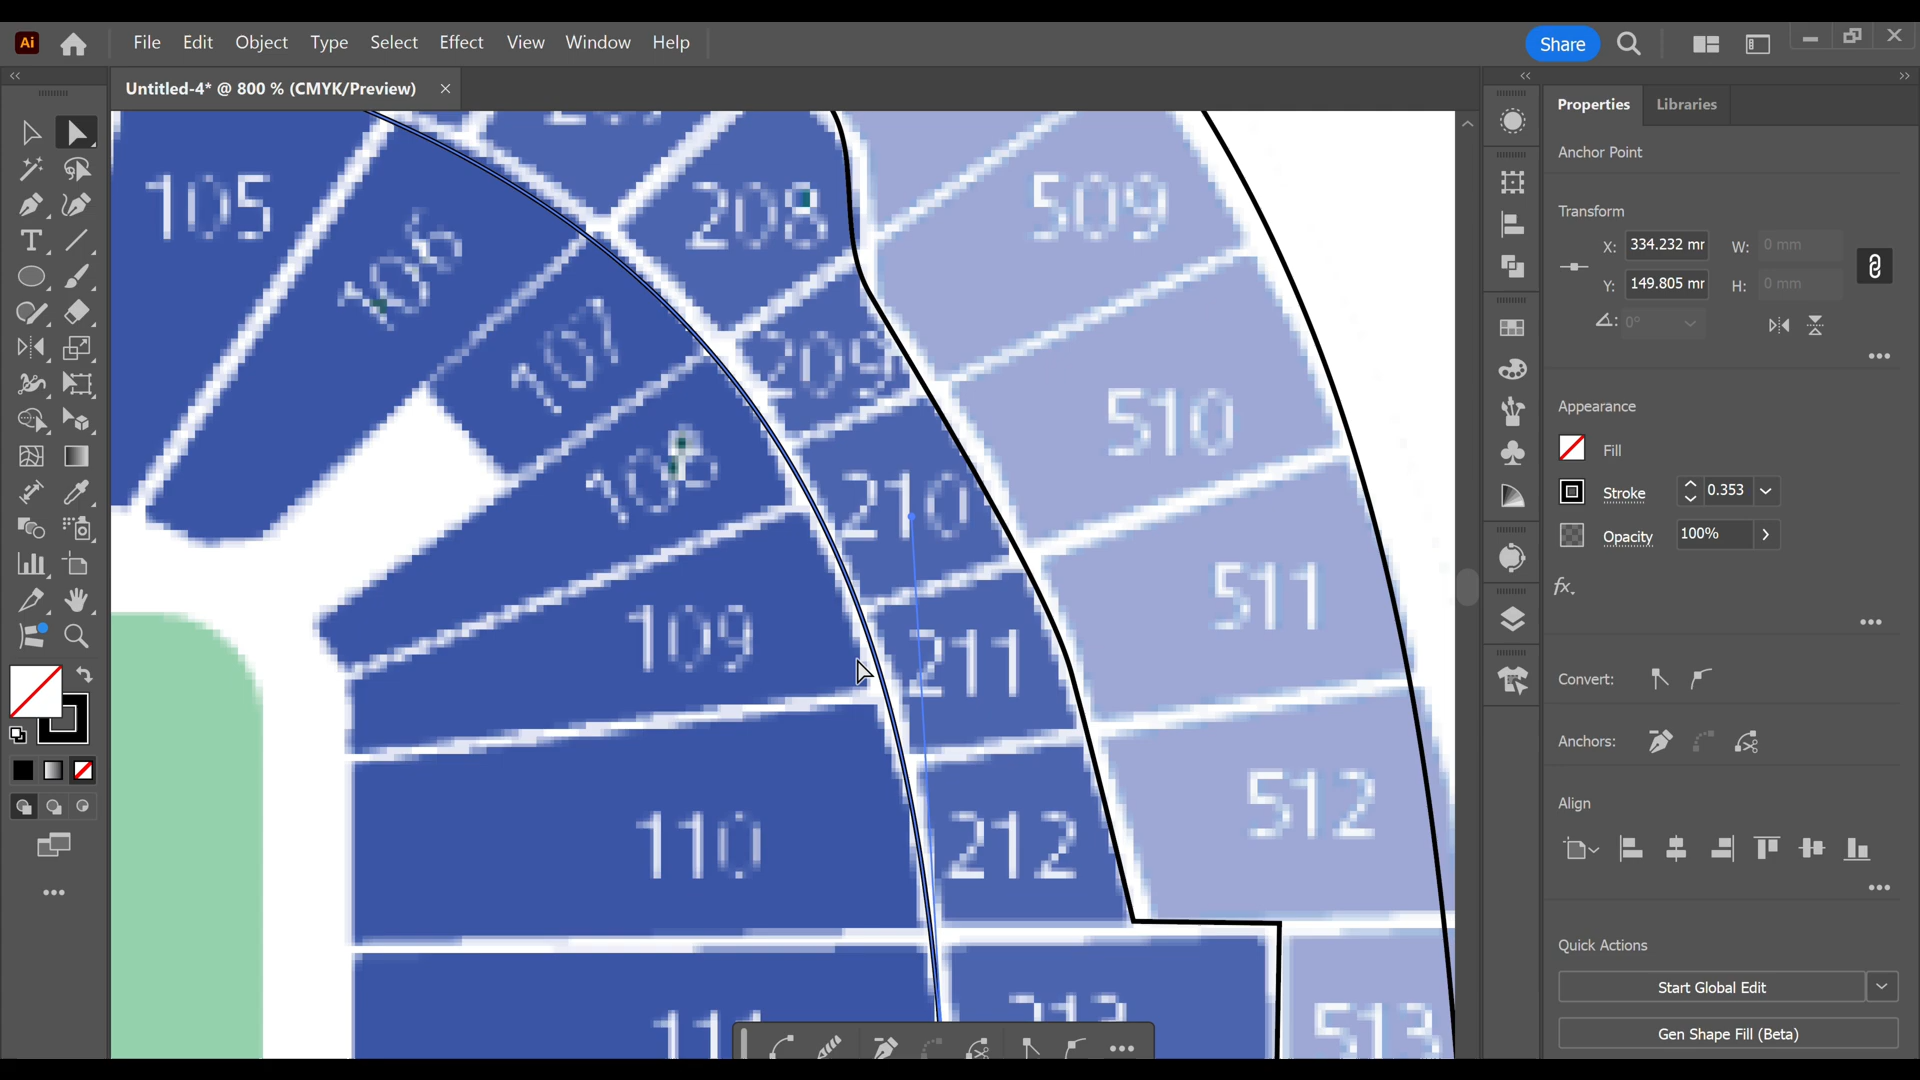 Ai
File Edit Object Type Select Effect View Window Help
Share
Untitled-4* @ 800 % (CMYK/Preview)
Properties Libraries
Anchor Point
Transform
X: 334.232 mr W: 0 mm
Y: 149.805 mr H: 0 mm
0°
Appearance
Fill
Stroke 0.353
Opacity 100%
fx.
Convert:
Anchors:
Align
Quick Actions
Start Global Edit
Gen Shape Fill (Beta)
105
106
107
108
109
110
208
209
210
211
212
213
509
510
511
512
513
111